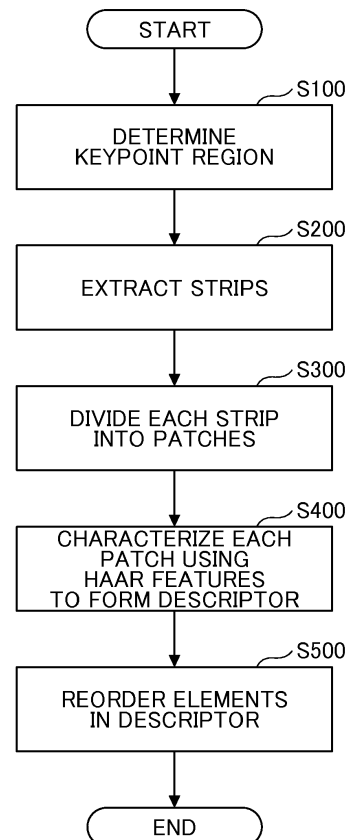 START
S100
DETERMINE
KEYPOINT REGION
S200
EXTRACT STRIPS
S300
DIVIDE EACH STRIP
INTO PATCHES
S400
CHARACTERIZE EACH
PATCH USING
HAAR FEATURES
TO FORM DESCRIPTOR
S500
REORDER ELEMENTS
IN DESCRIPTOR
END